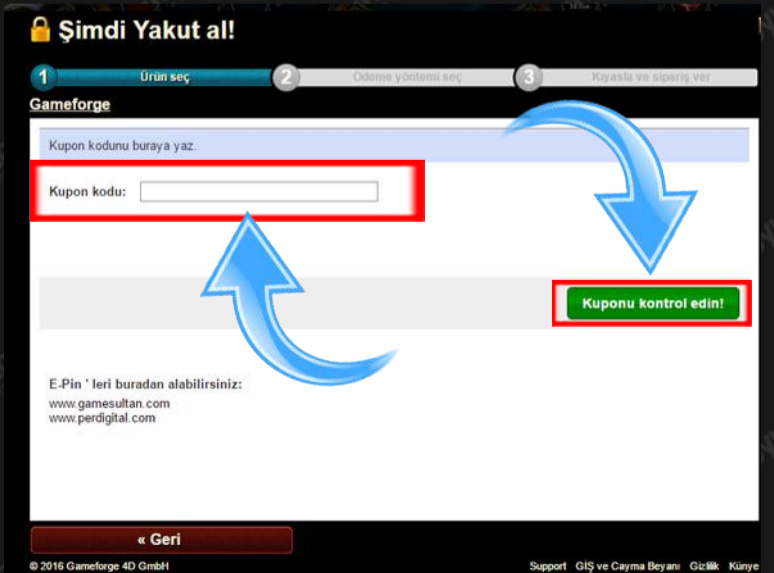 Şimdi Yakut al!
1 Ürün seç 2 Ödeme yöntemi seç 3 Kıyasla ve sipariş ver
Gameforge
Kupon kodunu buraya yaz.
Kupon kodu:
Kuponu kontrol edin!
E-Pin ' leri buradan alabilirsiniz:
www.gamesultan.com
www.perdigital.com
« Geri
© 2016 Gameforge 4D GmbH Support GİŞ ve Cayma Beyanı Gizlilik Künye